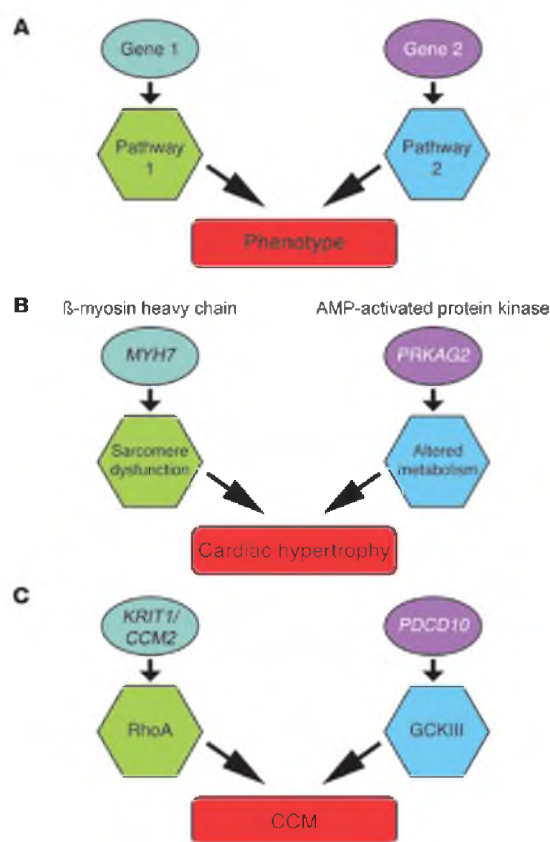 A
Gene 1
Gene 2
Pathway
1
Pathway
2
Phenotype
B
ß-myosin heavy chain
AMP-activated protein kinase
MYH7
PRKAG2
Sarcomere
dysfunction
Altered
metabolism
Cardiac hypertrophy
C
KRIT1/
CCM2
PDCD10
RhoA
GCKIII
CCM